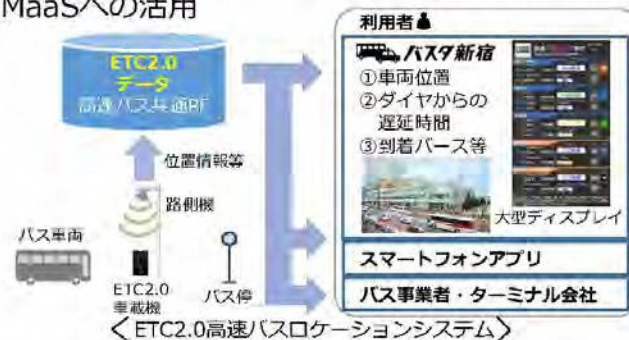 MaaSへの活用
ETC2.0
データ
高速バス共通PF
位置情報等
路側機
バス車両
ETC2.0
車載機
バス停
利用者
バスタ新宿
①車両位置
②ダイヤからの
遅延時間
③到着バース等
大型ディスプレイ
スマートフォンアプリ
バス事業者・ターミナル会社
<ETC2.0高速バスロケーションシステム>